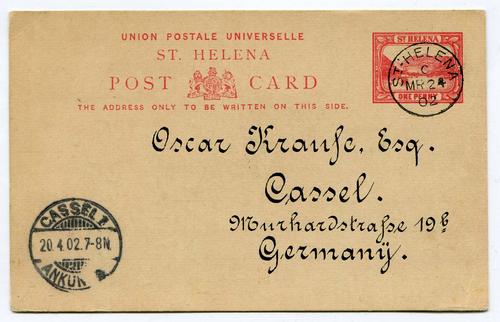 UNION POSTALE UNIVERSELLE
ST. HELENA
POST CARD
THE ADDRESS ONLY TO BE WRITTEN ON THIS SIDE.
ST HELENA
ONE PENNY
ST. HELENA
C
MR 24
02
Oscar Krauſe, Esq.
Cassel.
Murhardstraſse 19b
Germany.
CASSEL 1
20.4.02.7-8N
ANKUN